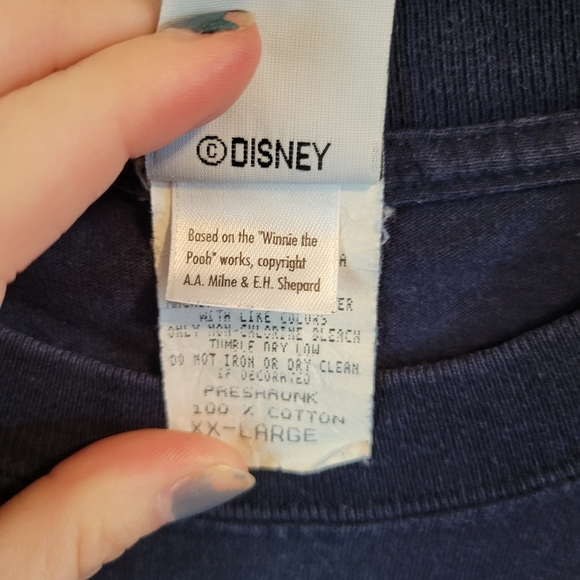 © DISNEY
Based on the "Winnie the
Pooh" works, copyright
A.A. Milne & E.H. Shepard
A
WITH LIKE COLORS
ONLY NON-CHLORINE BLEACH
TUMBLE DRY LOW
DO NOT IRON OR DRY CLEAN
IF DECORATED
PRESHRUNK
100 % COTTON
XX-LARGE